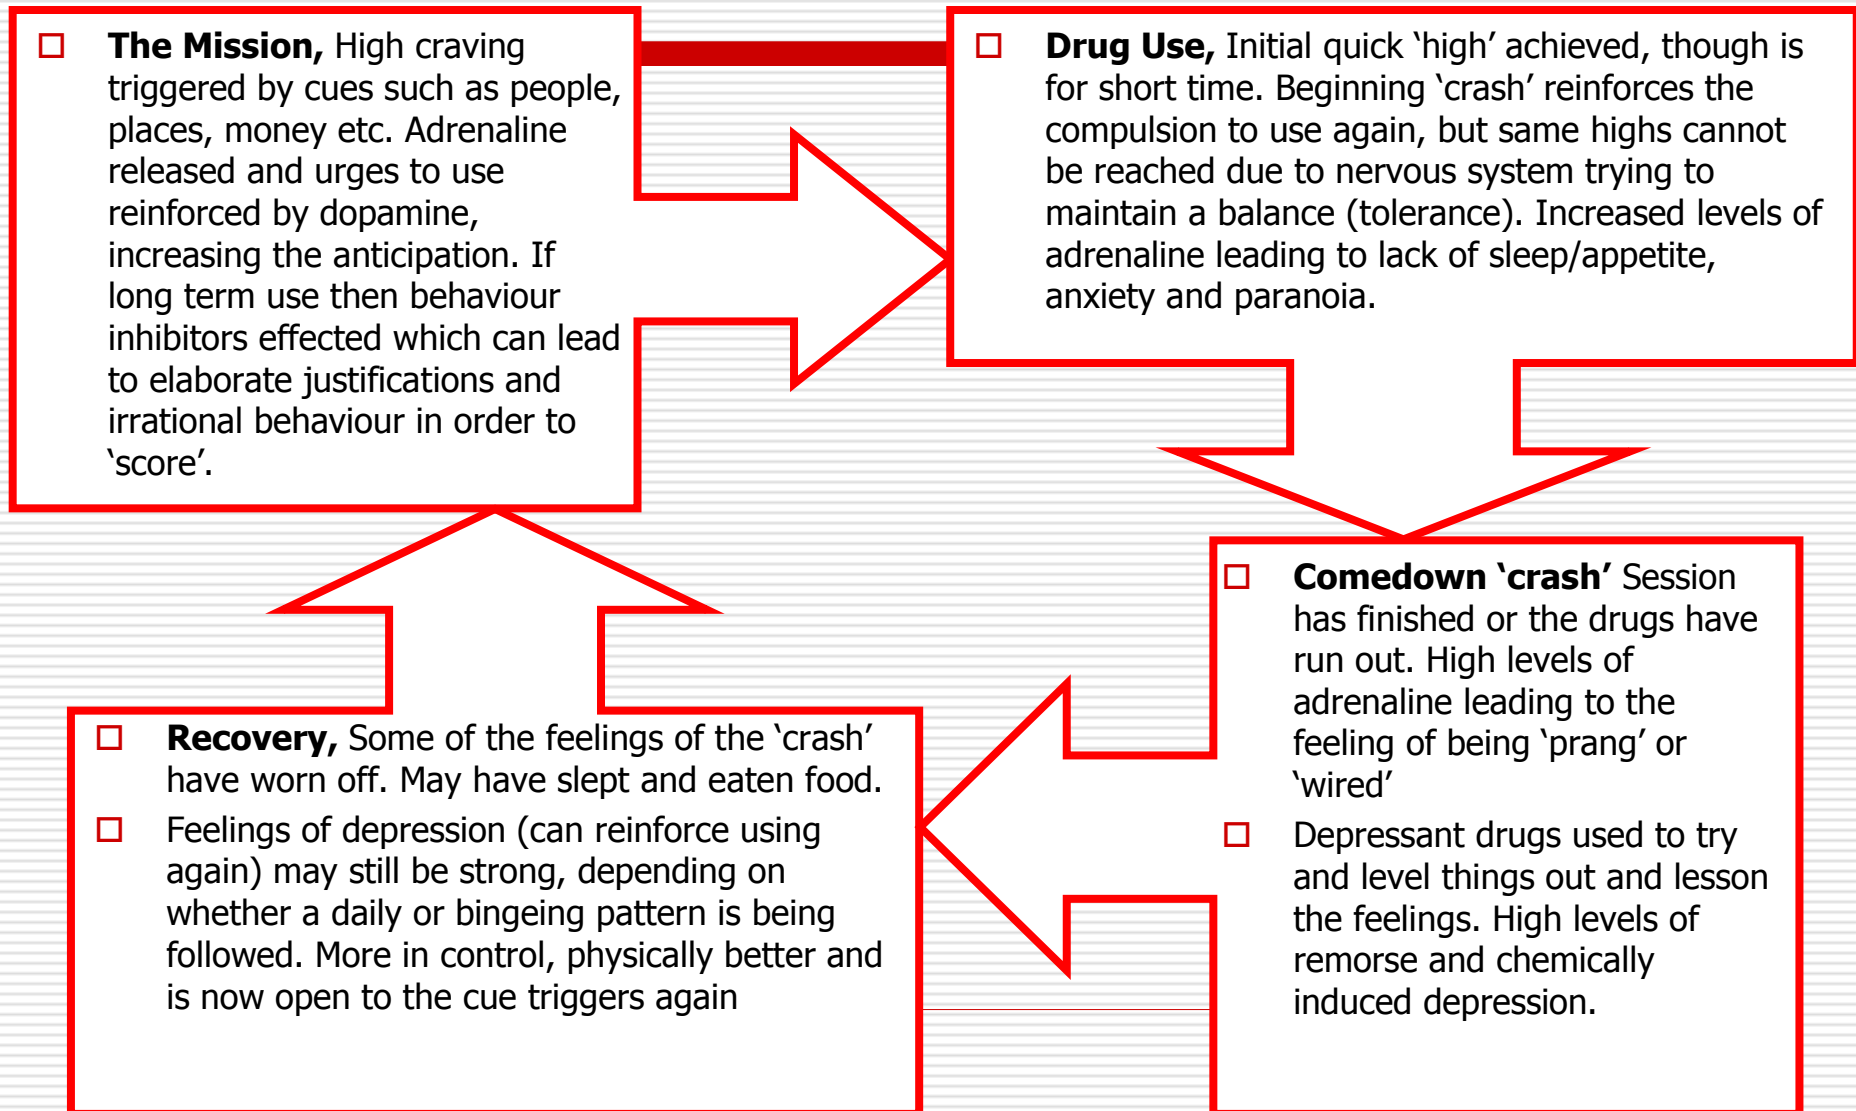 The Mission, High craving
triggered by cues such as people,
places, money etc. Adrenaline
released and urges to use
reinforced by dopamine,
increasing the anticipation. If
long term use then behaviour
inhibitors effected which can lead
to elaborate justifications and
irrational behaviour in order to
‘score’.
Drug Use, Initial quick ‘high’ achieved, though is
for short time. Beginning ‘crash’ reinforces the
compulsion to use again, but same highs cannot
be reached due to nervous system trying to
maintain a balance (tolerance). Increased levels of
adrenaline leading to lack of sleep/appetite,
anxiety and paranoia.
Comedown ‘crash’ Session
has finished or the drugs have
run out. High levels of
adrenaline leading to the
feeling of being ‘prang’ or
‘wired’
Depressant drugs used to try
and level things out and lesson
the feelings. High levels of
remorse and chemically
induced depression.
Recovery, Some of the feelings of the ‘crash’
have worn off. May have slept and eaten food.
Feelings of depression (can reinforce using
again) may still be strong, depending on
whether a daily or bingeing pattern is being
followed. More in control, physically better and
is now open to the cue triggers again